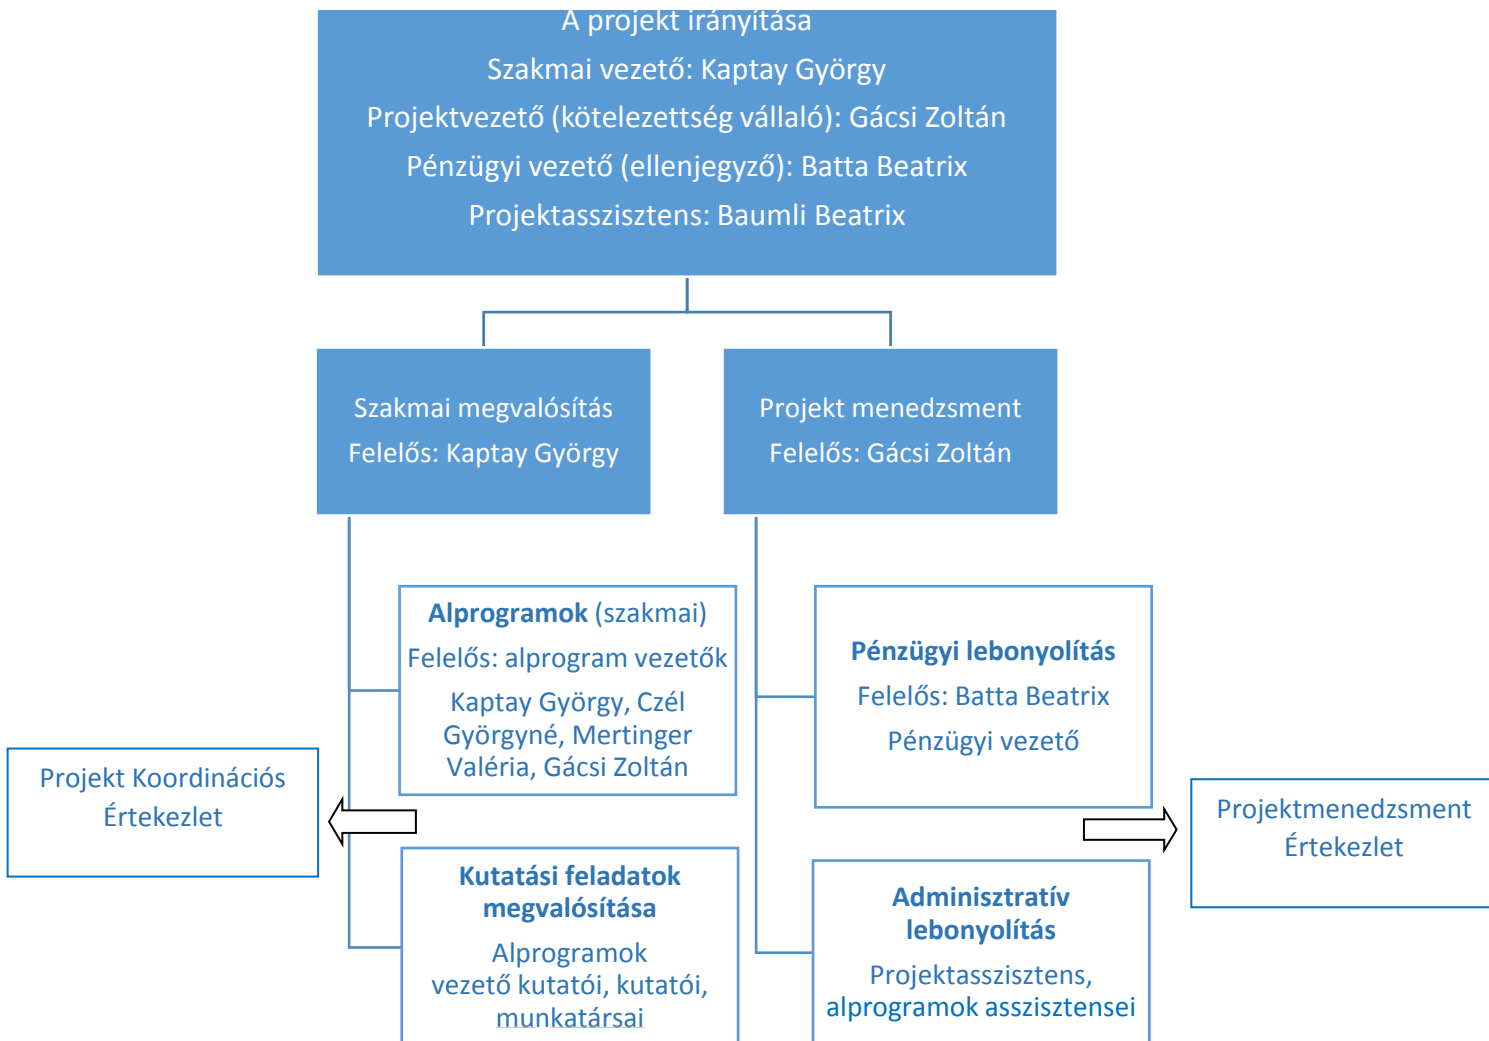 A projekt irányítása
Szakmai vezető: Kaptay György
Projektvezető (kötelezettség vállaló): Gácsi Zoltán
Pénzügyi vezető (ellenjegyző): Batta Beatrix
Projektasszisztens: Baumli Beatrix
Szakmai megvalósítás
Felelős: Kaptay György
Projekt menedzsment
Felelős: Gácsi Zoltán
Alprogramok (szakmai)
Felelős: alprogram vezetők
Kaptay György, Czél
Györgyné, Mertinger
Valéria, Gácsi Zoltán
Pénzügyi lebonyolítás
Felelős: Batta Beatrix
Pénzügyi vezető
Projekt Koordinációs
Értekezlet
Projektmenedzsment
Értekezlet
Kutatási feladatok
megvalósítása
Alprogramok
vezető kutatói, kutatói,
munkatársai
Adminisztratív
lebonyolítás
Projektasszisztens,
alprogramok asszisztensei